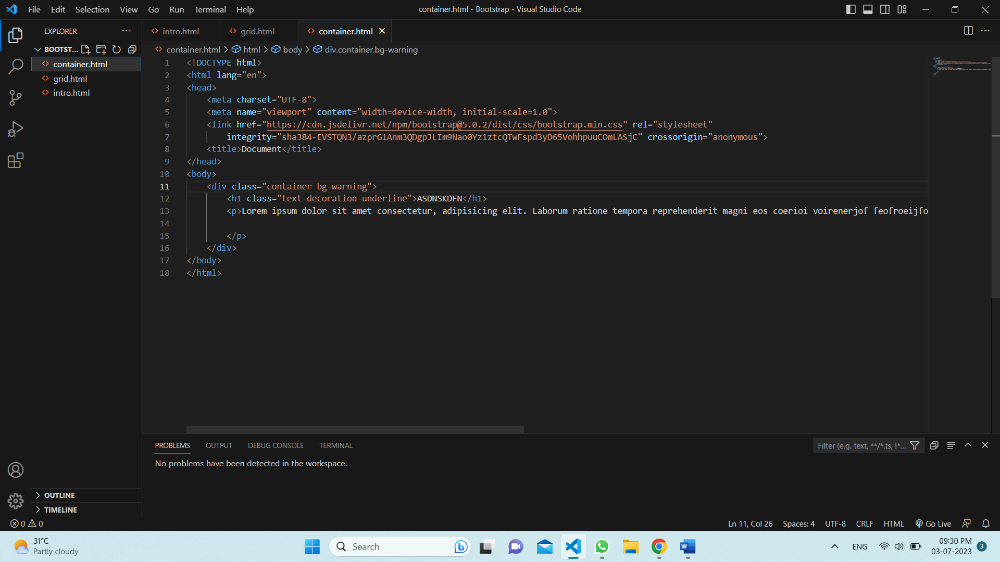 File Edit Selection View Go Run Terminal Help
container.html - Bootstrap - Visual Studio Code
EXPLORER
BOOTST...
container.html
grid.html
intro.html
OUTLINE
TIMELINE
intro.html grid.html container.html
container.html > html > body > div.container.bg-warning
1 <!DOCTYPE html>
2 <html lang="en">
3 <head>
4 <meta charset="UTF-8">
5 <meta name="viewport" content="width=device-width, initial-scale=1.0">
6 <link href="https://cdn.jsdelivr.net/npm/bootstrap@5.0.2/dist/css/bootstrap.min.css" rel="stylesheet"
7 integrity="sha384-EVSTQN3/azprG1Anm3QDgpJLIm9Nao0Yz1ztcQTwFspd3yD65VohhpuuCOmLASjC" crossorigin="anonymous">
8 <title>Document</title>
9 </head>
10 <body>
11 <div class="container bg-warning">
12 <h1 class="text-decoration-underline">ASDNSKDFN</h1>
13 <p>Lorem ipsum dolor sit amet consectetur, adipisicing elit. Laborum ratione tempora reprehenderit magni eos coerioi voirenerjof feofroeijfo
14
15 </p>
16 </div>
17 </body>
18 </html>
PROBLEMS OUTPUT DEBUG CONSOLE TERMINAL
Filter (e.g. text, **/*.ts, !*...
No problems have been detected in the workspace.
0 0
Ln 11, Col 26 Spaces: 4 UTF-8 CRLF HTML Go Live
31°C
Partly cloudy
Search
ENG
09:30 PM
03-07-2023
3